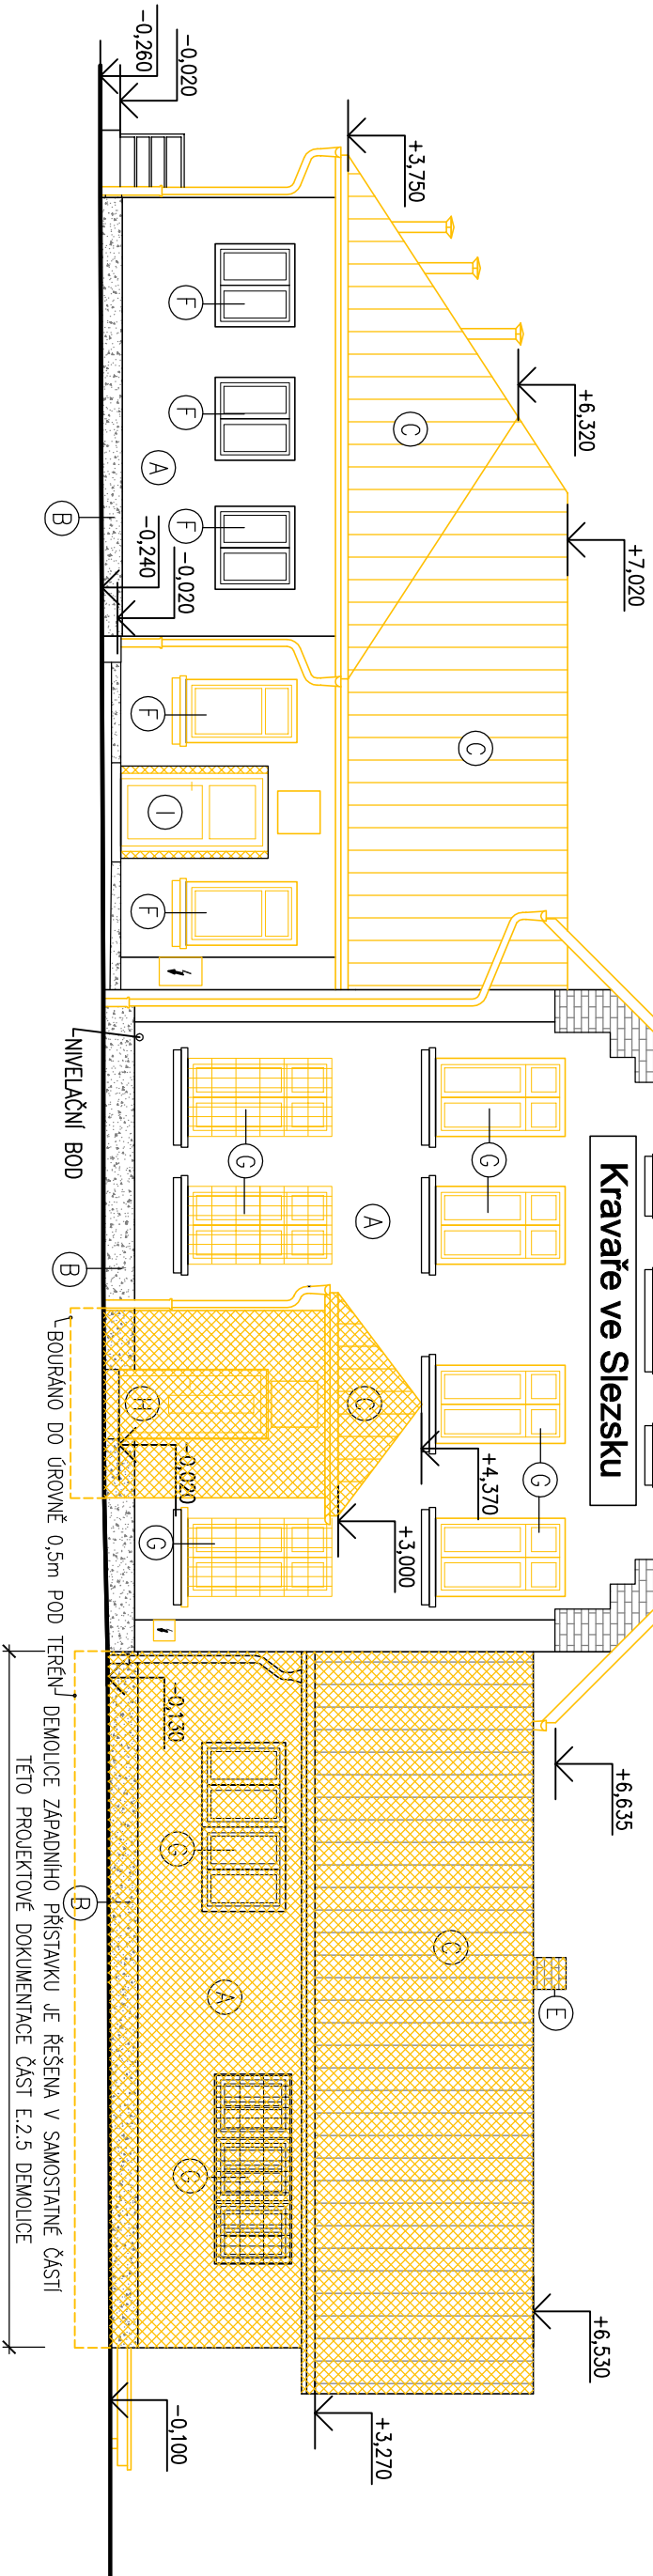 -0,260
-0,020
+3,750
+6,320
+7,020
C
F
F
A
F
B
-0,240
-0,020
C
F
I
F
NIVELAČNÍ BOD
Kravaře ve Slezsku
G
G
A
B
H
C
-0,020
+4,370
+3,000
G
G
BOURÁNO DO ÚROVNĚ 0,5m POD TERÉN
-0,130
+6,635
G
B
C
A
E
G
DEMOLICE ZÁPADNÍHO PŘÍSTAVKU JE ŘEŠENA V SAMOSTATNÉ ČÁSTI
TÉTO PROJEKTOVÉ DOKUMENTACE ČÁST E.2.5 DEMOLICE
+6,530
+3,270
-0,100